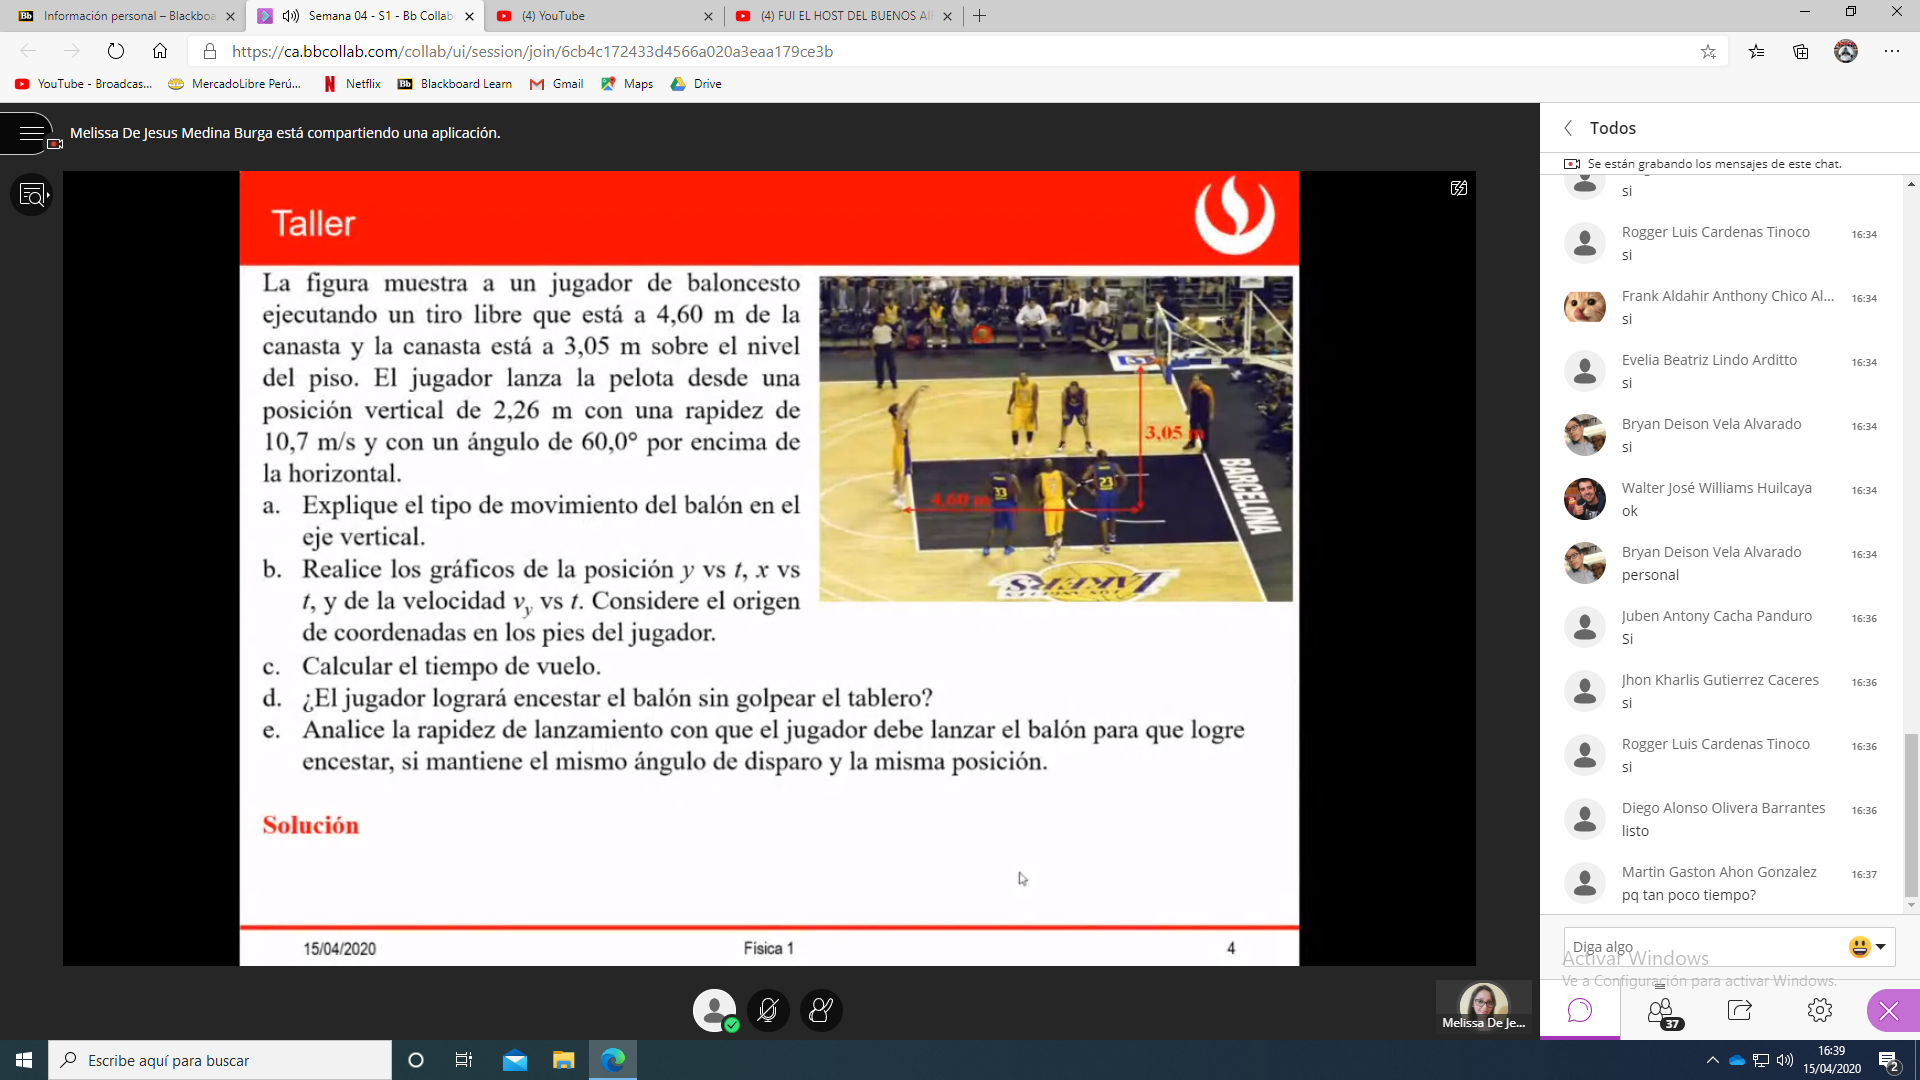 Información personal – Blackboa
Semana 04 - S1 - Bb Collab
(4) YouTube
(4) FUI EL HOST DEL BUENOS AI
https://ca.bbcollab.com/collab/ui/session/join/6cb4c172433d4566a020a3eaa179ce3b
YouTube - Broadcas...
MercadoLibre Perú...
Netflix
Blackboard Learn
Gmail
Maps
Drive
Melissa De Jesus Medina Burga está compartiendo una aplicación.
Taller
La figura muestra a un jugador de baloncesto
ejecutando un tiro libre que está a 4,60 m de la
canasta y la canasta está a 3,05 m sobre el nivel
del piso. El jugador lanza la pelota desde una
posición vertical de 2,26 m con una rapidez de
10,7 m/s y con un ángulo de 60,0° por encima de
la horizontal.
a. Explique el tipo de movimiento del balón en el
eje vertical.
b. Realice los gráficos de la posición y vs t, x vs
t, y de la velocidad vy vs t. Considere el origen
de coordenadas en los pies del jugador.
c. Calcular el tiempo de vuelo.
d. ¿El jugador logrará encestar el balón sin golpear el tablero?
e. Analice la rapidez de lanzamiento con que el jugador debe lanzar el balón para que logre
encestar, si mantiene el mismo ángulo de disparo y la misma posición.
3,05 m
4,60 m
33
23
BARCELONA
LAKERS
Solución
15/04/2020
Física 1
4
Todos
Se están grabando los mensajes de este chat.
si
Rogger Luis Cardenas Tinoco 16:34
si
Frank Aldahir Anthony Chico Al... 16:34
si
Evelia Beatriz Lindo Arditto 16:34
si
Bryan Deison Vela Alvarado 16:34
si
Walter José Williams Huilcaya 16:34
ok
Bryan Deison Vela Alvarado 16:34
personal
Juben Antony Cacha Panduro 16:36
Si
Jhon Kharlis Gutierrez Caceres 16:36
si
Rogger Luis Cardenas Tinoco 16:36
si
Diego Alonso Olivera Barrantes 16:36
listo
Martin Gaston Ahon Gonzalez 16:37
pq tan poco tiempo?
Diga algo
Activar Windows
Ve a Configuración para activar Windows.
37
Melissa De Je...
Escribe aquí para buscar
16:39
15/04/2020
2